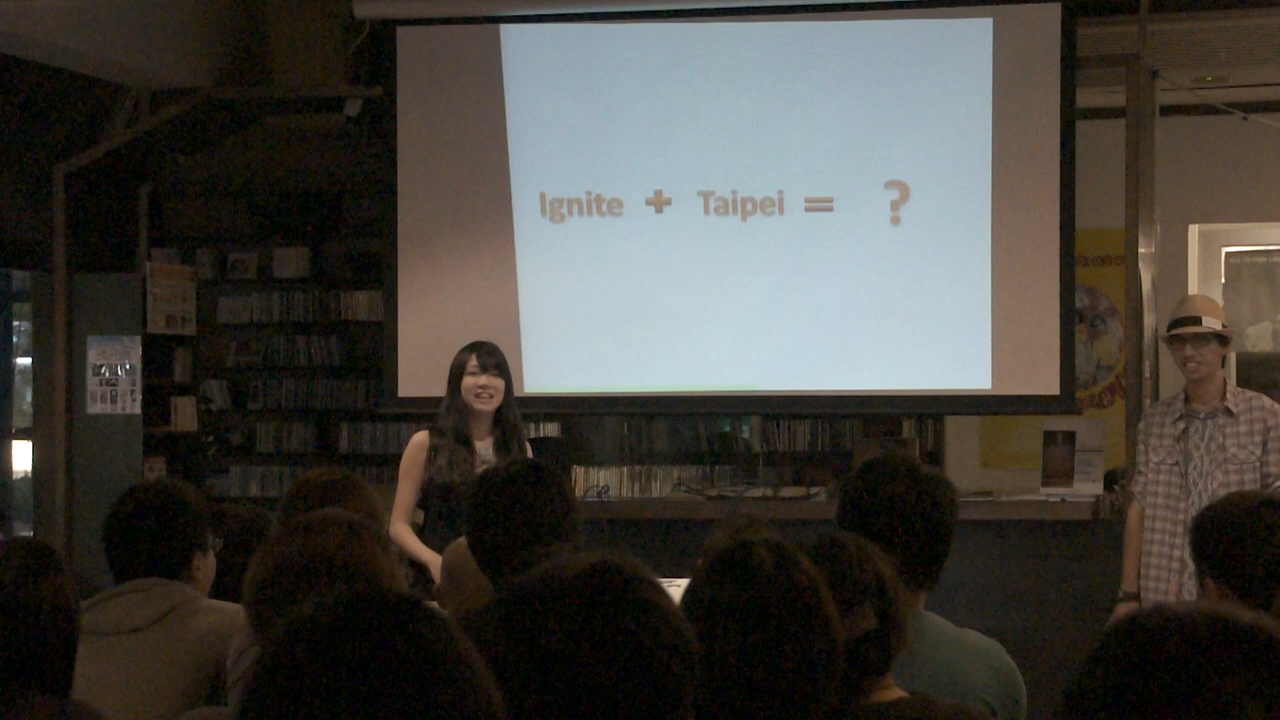 Ignite + Taipei = ?